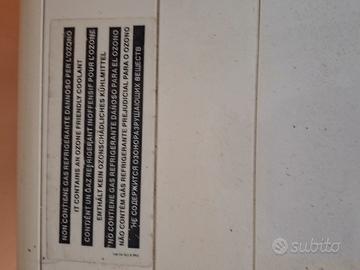 NON CONTIENE GAS REFRIGERANTE DANNOSO PER L'OZONO
IT CONTAINS AN OZONE FRIENDLY COOLANT
CONTIENT UN GAZ REFRIGERANT INOFFENSIF POUR L'OZONE
ENTHÄLT KEIN OZONSCHÄDLICHES KÜHLMITTEL
NO CONTIENE GAS REFRIGERANTE DANOSO PARA EL OZONO
NÃO CONTÉM GÁS REFRIGERANTE PREJUDICIAL PARA O OZONO
НЕ СОДЕРЖИТСЯ ОЗОНОРАЗРУШАЮЩИХ ВЕЩЕСТВ
subito